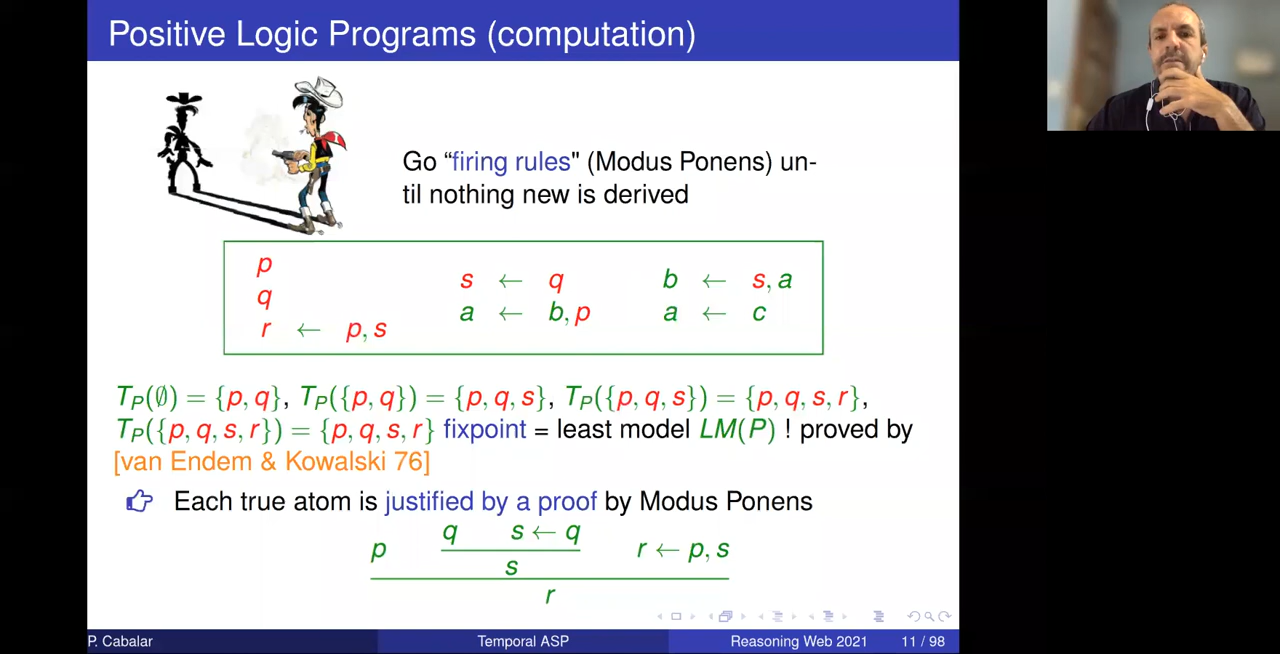 Positive Logic Programs (computation)
Go “firing rules" (Modus Ponens) un-
til nothing new is derived
p
q
r ← p, s
s ← q
a ← b, p
b ← s, a
a ← c
T_P(∅) = {p, q}, T_P({p, q}) = {p, q, s}, T_P({p, q, s}) = {p, q, s, r},
T_P({p, q, s, r}) = {p, q, s, r} fixpoint = least model LM(P) ! proved by
[van Endem & Kowalski 76]
Each true atom is justified by a proof by Modus Ponens
q s ← q
p r ← p, s
s
r
P. Cabalar Temporal ASP Reasoning Web 2021 11 / 98